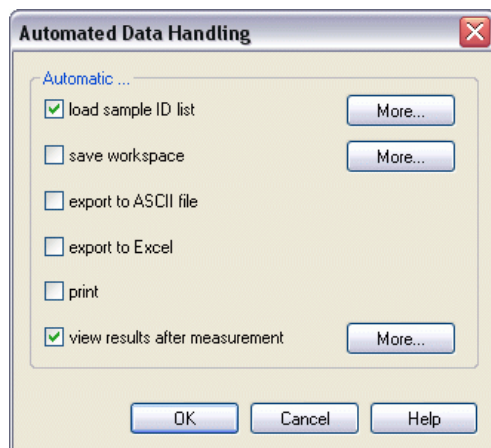 Automated Data Handling
Automatic ...
load sample ID list More...
save workspace More...
export to ASCII file
export to Excel
print
view results after measurement More...
OK Cancel Help